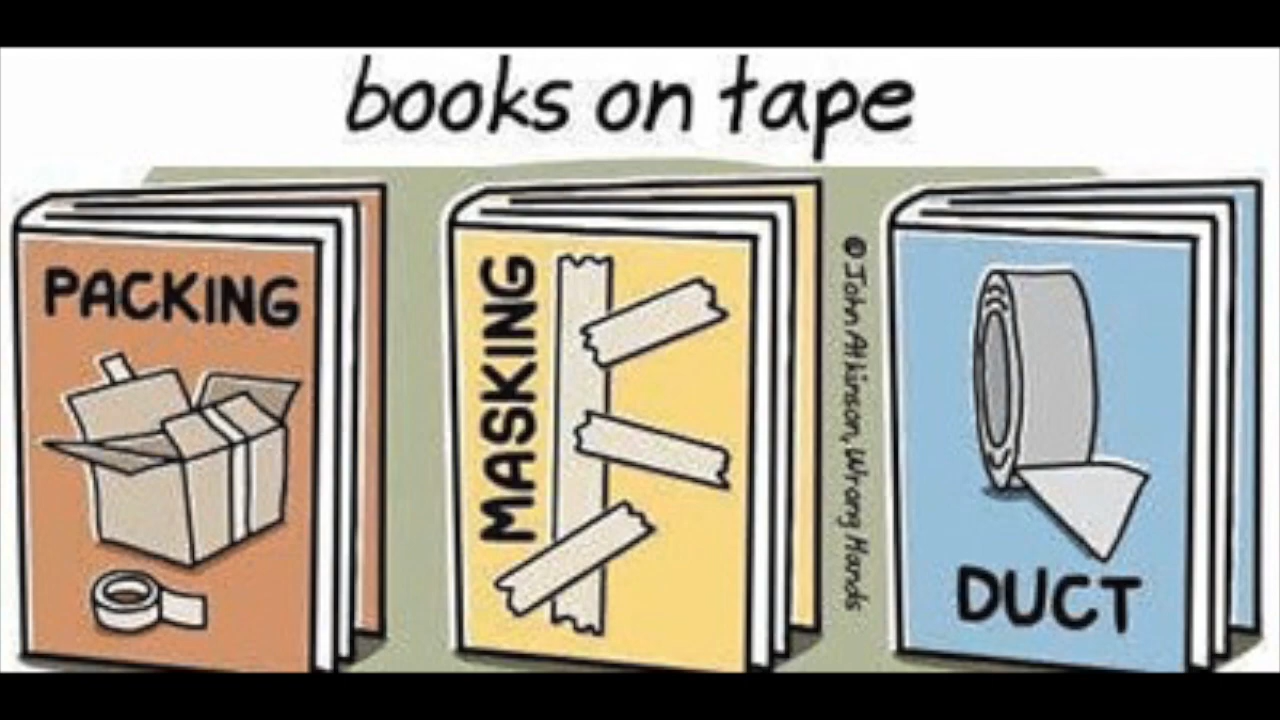 books on tape
PACKING
MASKING
© John Atkinson, Wrong Hands
DUCT